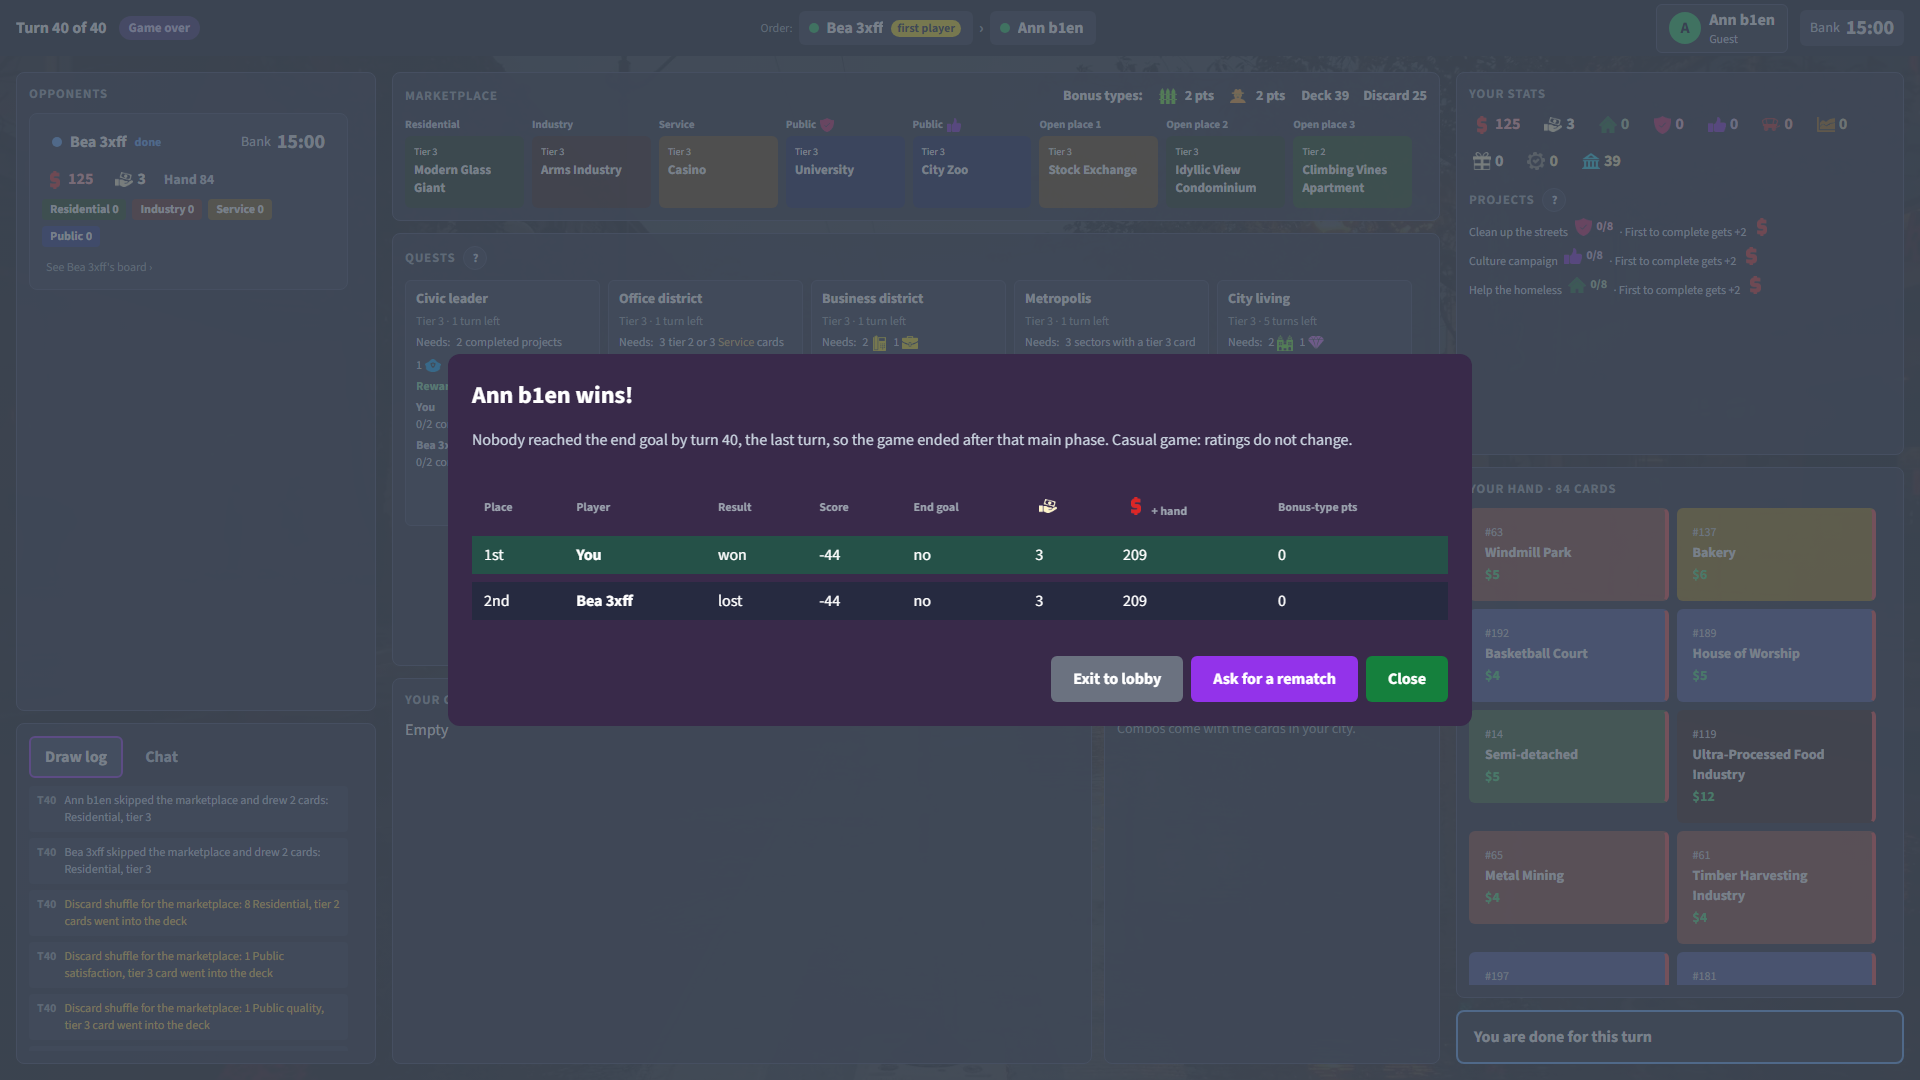 Turn 40 of 40 Game over
Order: Bea 3xff first player › Ann b1en
A Ann b1en
Guest
Bank 15:00
OPPONENTS
Bea 3xff done Bank 15:00
125 3 Hand 84
Residential 0 Industry 0 Service 0
Public 0
See Bea 3xff's board ›
MARKETPLACE
Bonus types: 2 pts 2 pts Deck 39 Discard 25
Residential Industry Service Public Public Open place 1 Open place 2 Open place 3
Tier 3
Modern Glass
Giant
Tier 3
Arms Industry
Tier 3
Casino
Tier 3
University
Tier 3
City Zoo
Tier 3
Stock Exchange
Tier 3
Idyllic View
Condominium
Tier 2
Climbing Vines
Apartment
QUESTS ?
Civic leader
Tier 3 · 1 turn left
Needs: 2 completed projects
1
Rewar
You
0/2 co
Bea 3x
0/2 co
Office district
Tier 3 · 1 turn left
Needs: 3 tier 2 or 3 Service cards
Business district
Tier 3 · 1 turn left
Needs: 2 1
Metropolis
Tier 3 · 1 turn left
Needs: 3 sectors with a tier 3 card
City living
Tier 3 · 5 turns left
Needs: 2 1
YOUR STATS
125 3 0 0 0 0 0
0 0 39
PROJECTS ?
Clean up the streets 0/8 · First to complete gets +2
Culture campaign 0/8 · First to complete gets +2
Help the homeless 0/8 · First to complete gets +2
Ann b1en wins!
Nobody reached the end goal by turn 40, the last turn, so the game ended after that main phase. Casual game: ratings do not change.
Place Player Result Score End goal + hand Bonus-type pts
1st You won -44 no 3 209 0
2nd Bea 3xff lost -44 no 3 209 0
Exit to lobby Ask for a rematch Close
YOUR C
Empty
Combos come with the cards in your city.
Draw log Chat
T40 Ann b1en skipped the marketplace and drew 2 cards:
Residential, tier 3
T40 Bea 3xff skipped the marketplace and drew 2 cards:
Residential, tier 3
T40 Discard shuffle for the marketplace: 8 Residential, tier 2
cards went into the deck
T40 Discard shuffle for the marketplace: 1 Public
satisfaction, tier 3 card went into the deck
T40 Discard shuffle for the marketplace: 1 Public quality,
tier 3 card went into the deck
YOUR HAND · 84 CARDS
#63
Windmill Park
$5
#137
Bakery
$6
#192
Basketball Court
$4
#189
House of Worship
$5
#14
Semi-detached
$5
#119
Ultra-Processed Food
Industry
$12
#65
Metal Mining
$4
#61
Timber Harvesting
Industry
$4
#197
#181
You are done for this turn